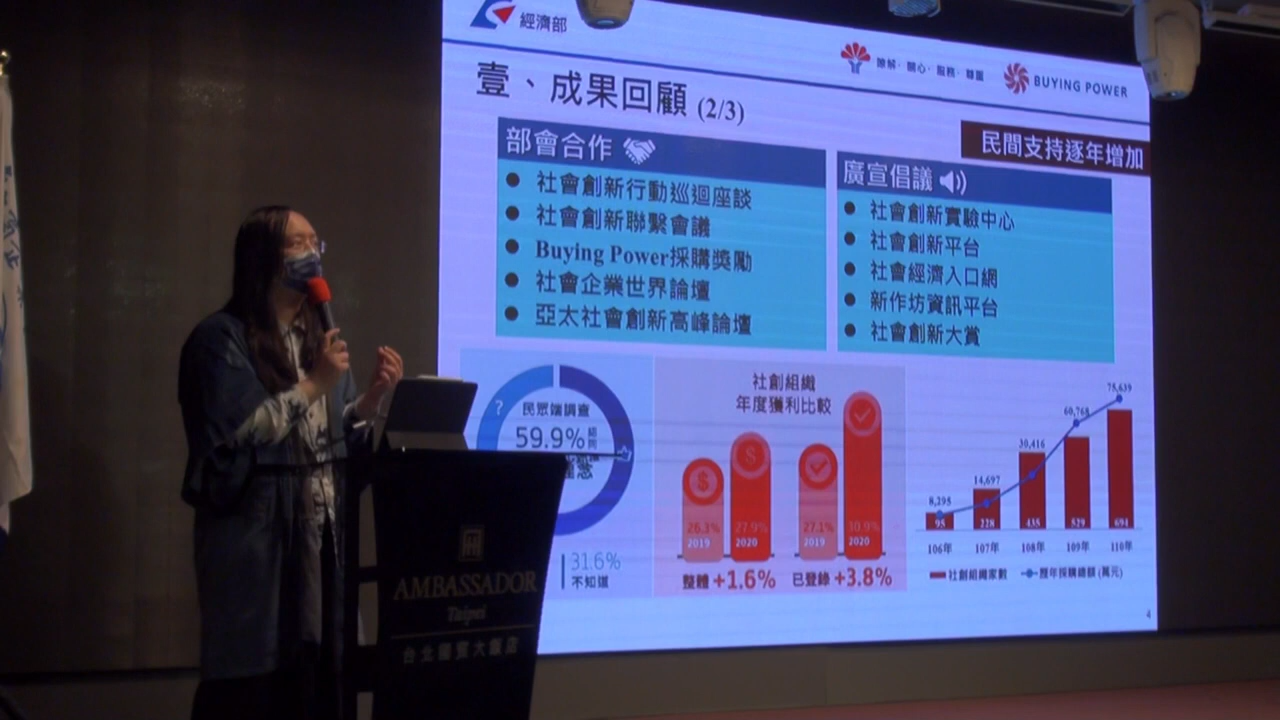 經濟部
瞭解‧關心‧服務‧尊重
BUYING POWER
壹、成果回顧 (2/3)
民間支持逐年增加
部會合作
社會創新行動巡迴座談
社會創新聯繫會議
Buying Power採購獎勵
社會企業世界論壇
亞太社會創新高峰論壇
廣宣倡議
社會創新實驗中心
社會創新平台
社會經濟入口網
新作坊資訊平台
社會創新大賞
?
民眾端調查
59.9%
31.6%
不知道
社創組織
年度獲利比較
26.3% 27.9% 27.1% 30.9%
2019 2020 2019 2020
整體 +1.6% 已登錄 +3.8%
8,295 14,697 30,416 60,768 75,639
95 228 435 529 694
106年 107年 108年 109年 110年
社創組織家數 歷年採購總額 (萬元)
4
AMBASSADOR
Taipei
台北國賓大飯店